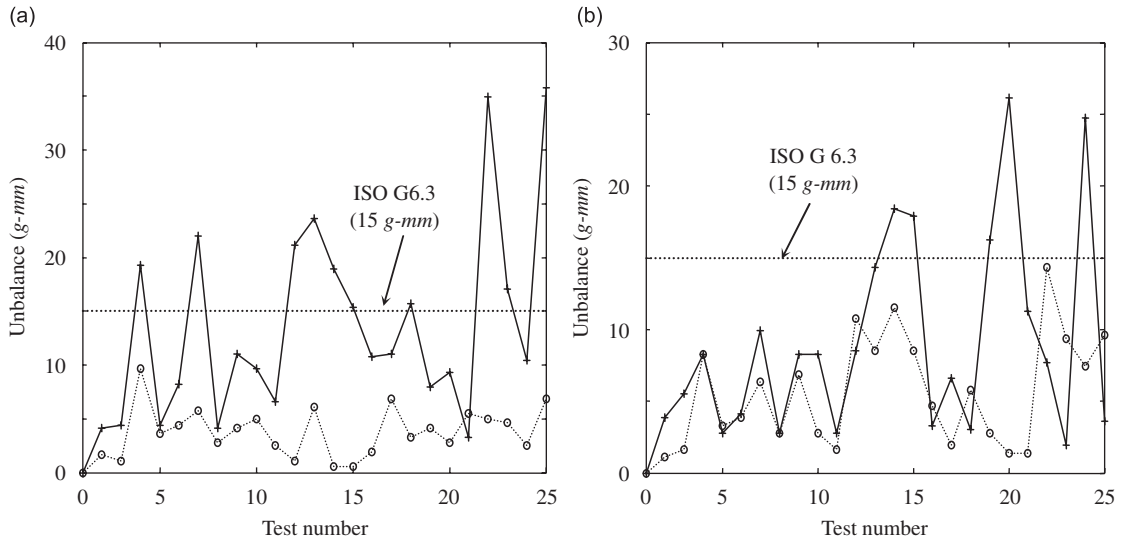 (a)
40
30
20
10
0
Unbalance (g-mm)
ISO G6.3
(15 g-mm)
0 5 10 15 20 25
Test number
(b)
30
20
10
0
Unbalance (g-mm)
ISO G 6.3
(15 g-mm)
0 5 10 15 20 25
Test number